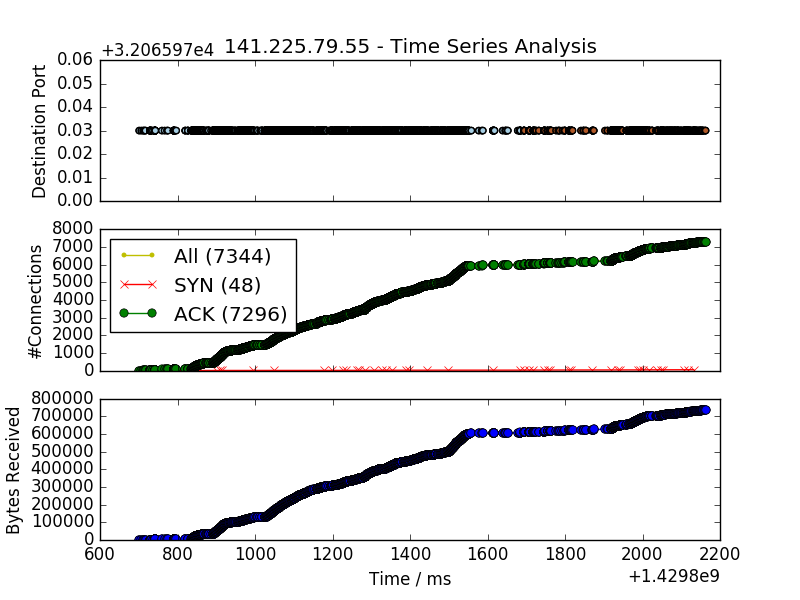 +3.206597e4 141.225.79.55 - Time Series Analysis
0.06
0.05
0.04
0.03
0.02
0.01
0.00
Destination Port
8000
7000
6000
5000
4000
3000
2000
1000
0
#Connections
All (7344)
SYN (48)
ACK (7296)
800000
700000
600000
500000
400000
300000
200000
100000
0
Bytes Received
600 800 1000 1200 1400 1600 1800 2000 2200
Time / ms
+1.4298e9